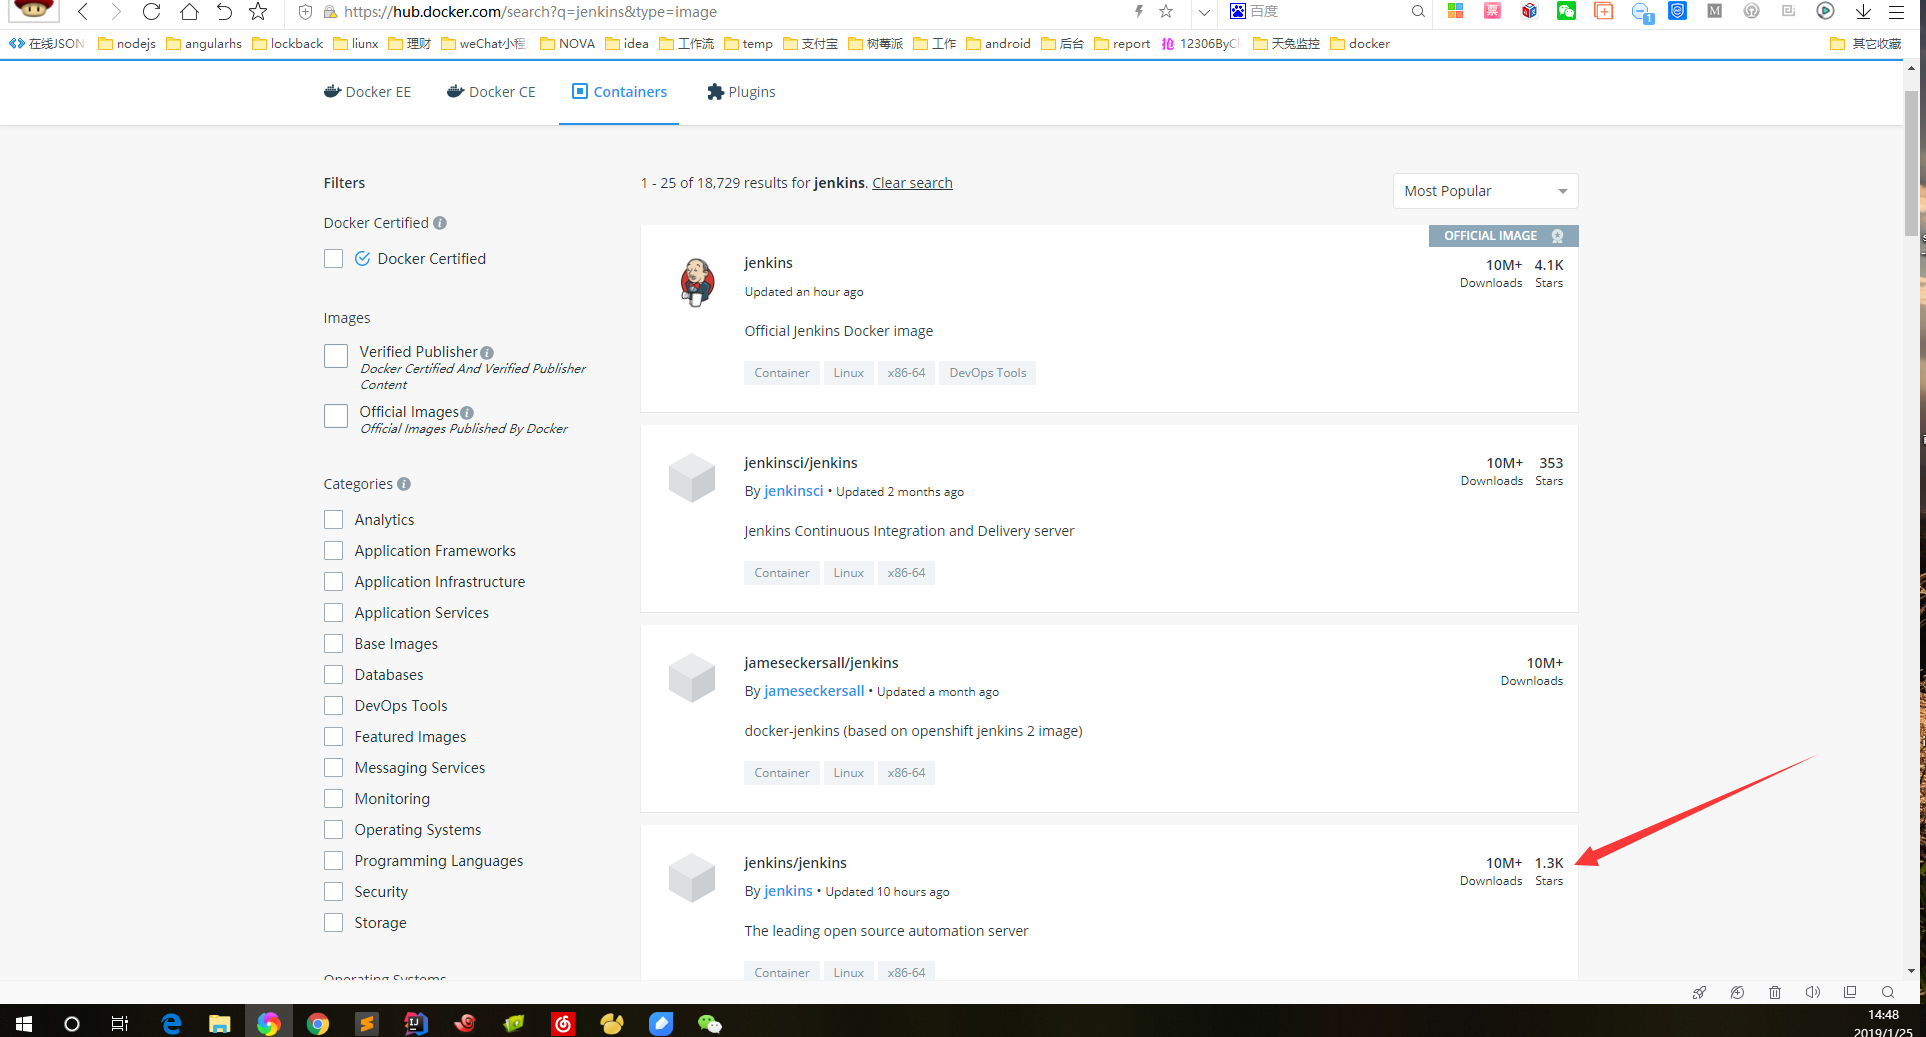 https://hub.docker.com/search?q=jenkins&type=image
百度
票
M
1
在线JSON
nodejs
angularhs
lockback
liunx
理财
weChat小程
NOVA
idea
工作流
temp
支付宝
树莓派
工作
android
后台
report
抢 12306ByC
天兔监控
docker
其它收藏
Docker EE
Docker CE
Containers
Plugins
Filters
1 - 25 of 18,729 results for jenkins. Clear search
Most Popular
Docker Certified
Docker Certified
Images
Verified Publisher
Docker Certified And Verified Publisher
Content
Official Images
Official Images Published By Docker
Categories
Analytics
Application Frameworks
Application Infrastructure
Application Services
Base Images
Databases
DevOps Tools
Featured Images
Messaging Services
Monitoring
Operating Systems
Programming Languages
Security
Storage
Operating Systems
OFFICIAL IMAGE
jenkins
10M+ 4.1K
Downloads Stars
Updated an hour ago
Official Jenkins Docker image
Container Linux x86-64 DevOps Tools
jenkinsci/jenkins
10M+ 353
Downloads Stars
By jenkinsci • Updated 2 months ago
Jenkins Continuous Integration and Delivery server
Container Linux x86-64
jameseckersall/jenkins
10M+
Downloads
By jameseckersall • Updated a month ago
docker-jenkins (based on openshift jenkins 2 image)
Container Linux x86-64
jenkins/jenkins
10M+ 1.3K
Downloads Stars
By jenkins • Updated 10 hours ago
The leading open source automation server
Container Linux x86-64
14:48
2019/1/25